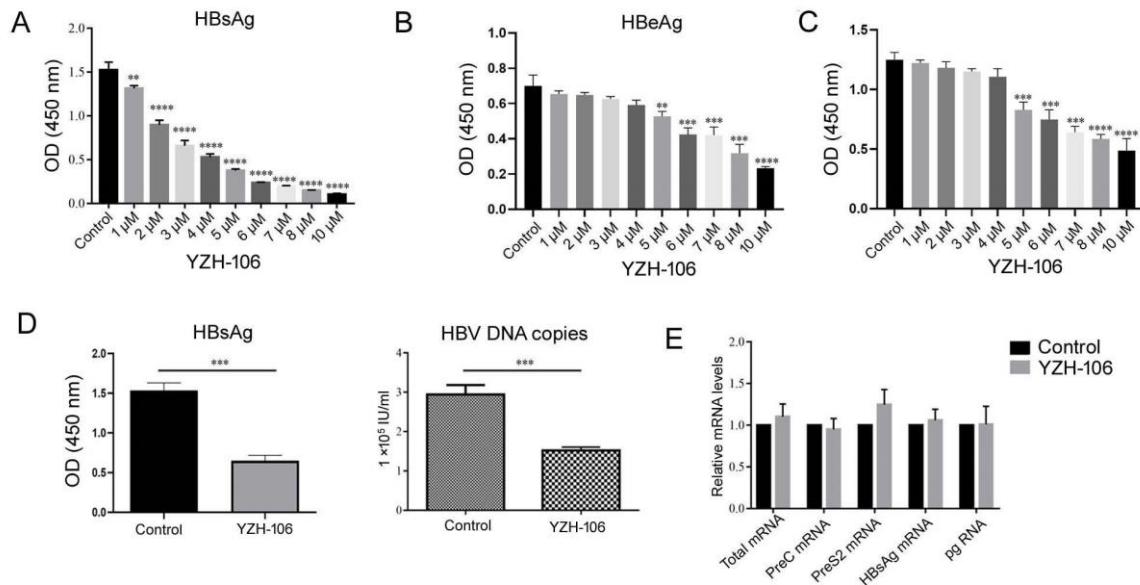 A
HBsAg
OD (450 nm)
2.0
1.5
1.0
0.5
0.0
**
****
****
****
****
****
****
****
****
Control
1 μM
2 μM
3 μM
4 μM
5 μM
6 μM
7 μM
8 μM
10 μM
YZH-106
B
HBeAg
OD (450 nm)
1.0
0.8
0.6
0.4
0.2
0.0
**
***
***
***
****
Control
1 μM
2 μM
3 μM
4 μM
5 μM
6 μM
7 μM
8 μM
10 μM
YZH-106
C
OD (450 nm)
1.5
1.0
0.5
0.0
***
***
***
****
****
Control
1 μM
2 μM
3 μM
4 μM
5 μM
6 μM
7 μM
8 μM
10 μM
YZH-106
D
HBsAg
OD (450 nm)
2.0
1.5
1.0
0.5
0.0
***
Control
YZH-106
HBV DNA copies
1 ×10⁵ IU/ml
4
3
2
1
0
***
Control
YZH-106
E
Control
YZH-106
Relative mRNA levels
2.0
1.5
1.0
0.5
0.0
Total mRNA
PreC mRNA
PreS2 mRNA
HBsAg mRNA
pg RNA